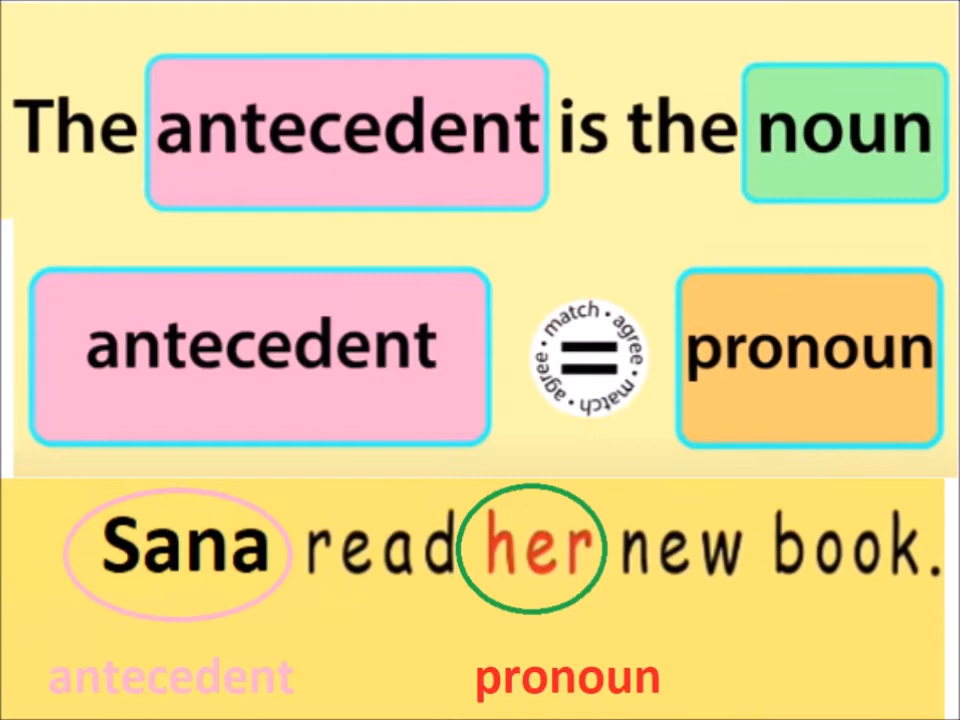 The antecedent is the noun
antecedent = pronoun
match • agree • match • agree •
Sana read her new book.
antecedent pronoun